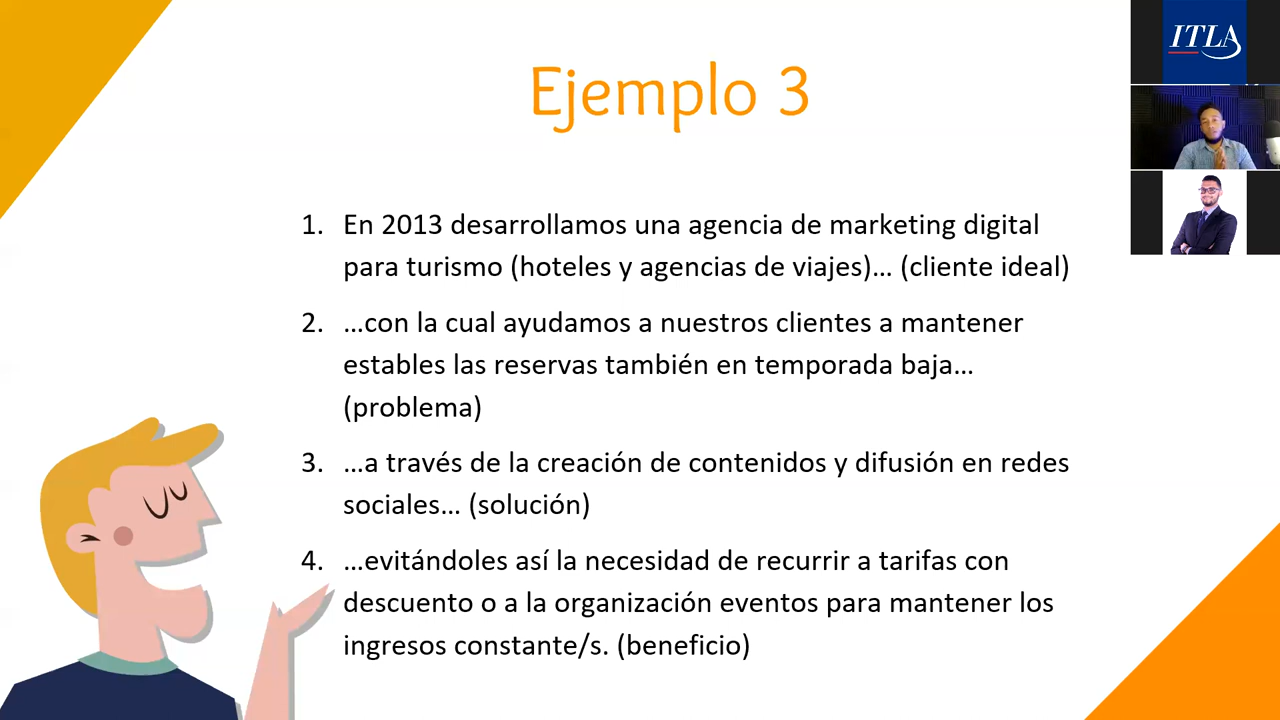 Ejemplo 3
ITLA
1. En 2013 desarrollamos una agencia de marketing digital
para turismo (hoteles y agencias de viajes)... (cliente ideal)
2. ...con la cual ayudamos a nuestros clientes a mantener
estables las reservas también en temporada baja...
(problema)
3. ...a través de la creación de contenidos y difusión en redes
sociales... (solución)
4. ...evitándoles así la necesidad de recurrir a tarifas con
descuento o a la organización eventos para mantener los
ingresos constante/s. (beneficio)